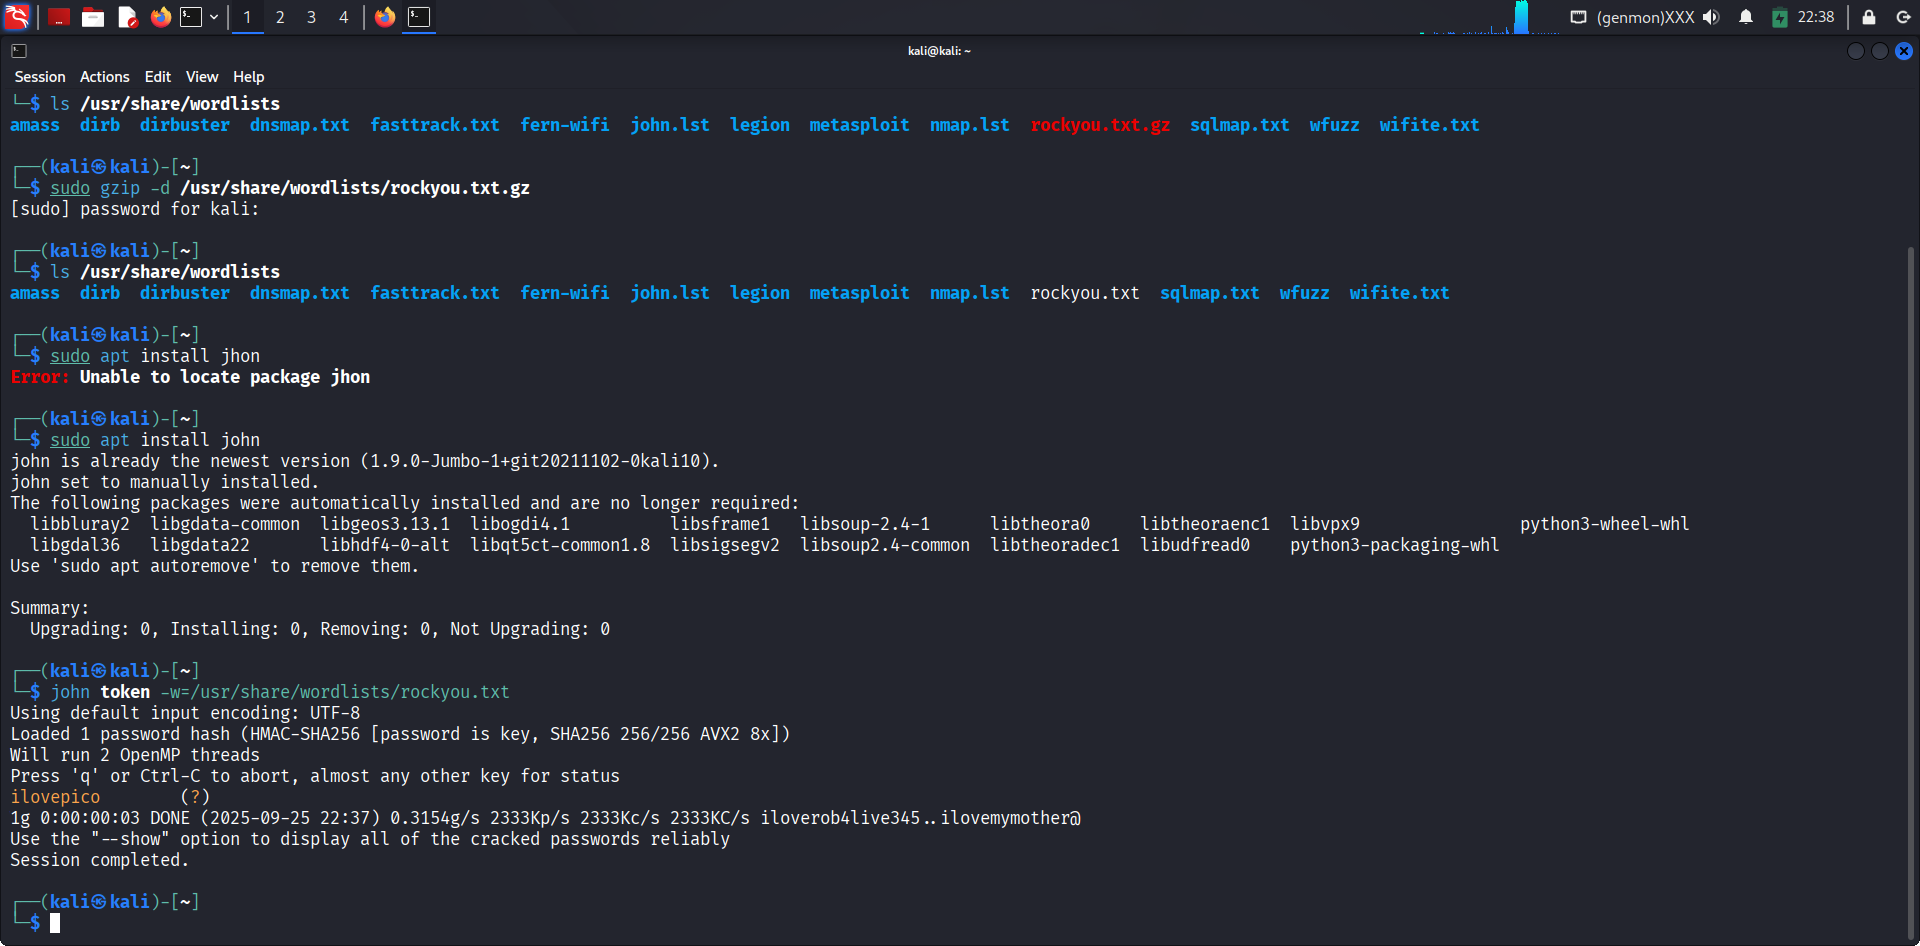 1 2 3 4 (genmon)XXX 22:38
kali@kali: ~
Session Actions Edit View Help
└─$ ls /usr/share/wordlists
amass dirb dirbuster dnsmap.txt fasttrack.txt fern-wifi john.lst legion metasploit nmap.lst rockyou.txt.gz sqlmap.txt wfuzz wifite.txt
┌──(kali㉿kali)-[~]
└─$ sudo gzip -d /usr/share/wordlists/rockyou.txt.gz
[sudo] password for kali:
┌──(kali㉿kali)-[~]
└─$ ls /usr/share/wordlists
amass dirb dirbuster dnsmap.txt fasttrack.txt fern-wifi john.lst legion metasploit nmap.lst rockyou.txt sqlmap.txt wfuzz wifite.txt
┌──(kali㉿kali)-[~]
└─$ sudo apt install jhon
Error: Unable to locate package jhon
┌──(kali㉿kali)-[~]
└─$ sudo apt install john
john is already the newest version (1.9.0-Jumbo-1+git20211102-0kali10).
john set to manually installed.
The following packages were automatically installed and are no longer required:
libbluray2 libgdata-common libgeos3.13.1 libogdi4.1 libsframe1 libsoup-2.4-1 libtheora0 libtheoraenc1 libvpx9 python3-wheel-whl
libgdal36 libgdata22 libhdf4-0-alt libqt5ct-common1.8 libsigsegv2 libsoup2.4-common libtheoradec1 libudfread0 python3-packaging-whl
Use 'sudo apt autoremove' to remove them.
Summary:
Upgrading: 0, Installing: 0, Removing: 0, Not Upgrading: 0
┌──(kali㉿kali)-[~]
└─$ john token -w=/usr/share/wordlists/rockyou.txt
Using default input encoding: UTF-8
Loaded 1 password hash (HMAC-SHA256 [password is key, SHA256 256/256 AVX2 8x])
Will run 2 OpenMP threads
Press 'q' or Ctrl-C to abort, almost any other key for status
ilovepico (?)
1g 0:00:00:03 DONE (2025-09-25 22:37) 0.3154g/s 2333Kp/s 2333Kc/s 2333KC/s iloverob4live345..ilovemymother@
Use the "--show" option to display all of the cracked passwords reliably
Session completed.
┌──(kali㉿kali)-[~]
└─$